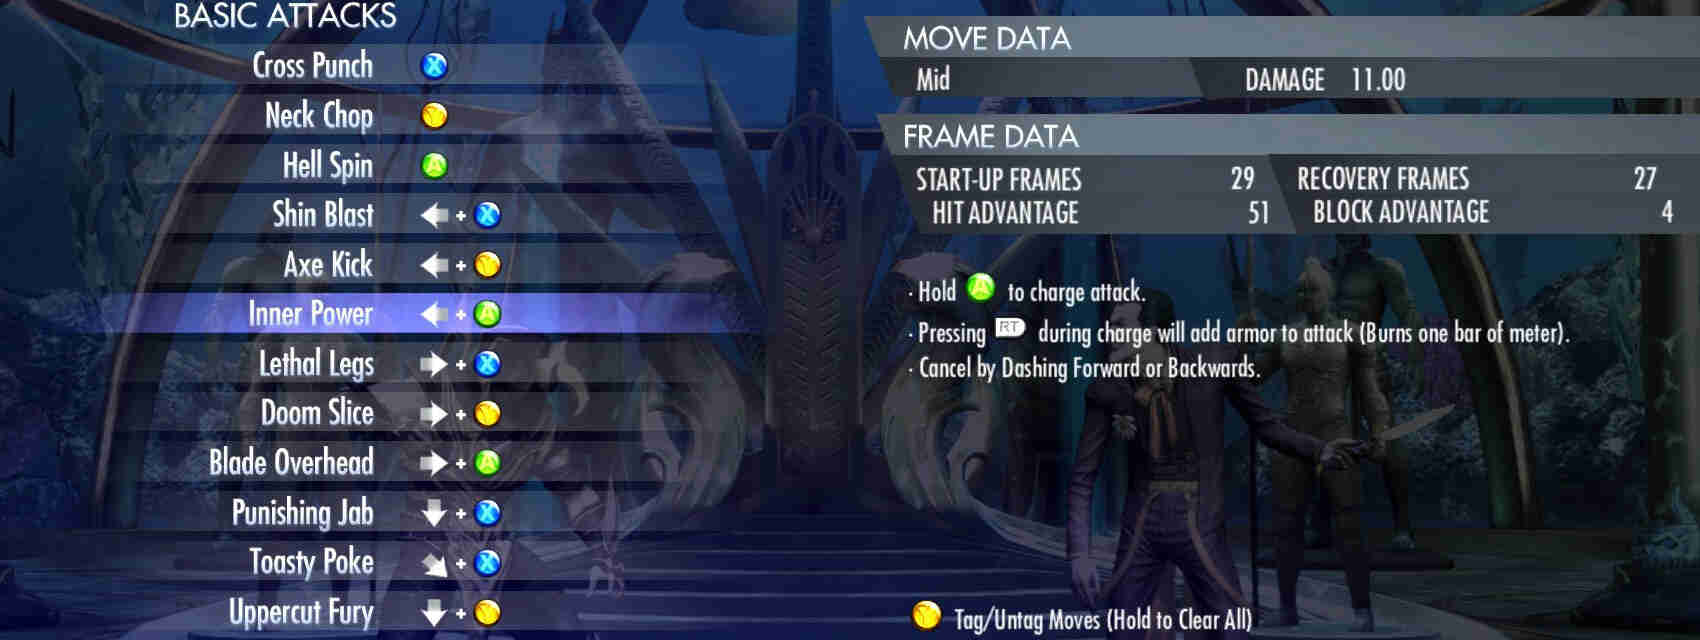 BASIC ATTACKS
Cross Punch X
Neck Chop Y
Hell Spin A
Shin Blast + X
Axe Kick + Y
Inner Power + A
Lethal Legs + X
Doom Slice + Y
Blade Overhead + A
Punishing Jab + X
Toasty Poke + X
Uppercut Fury + Y
MOVE DATA
Mid DAMAGE 11.00
FRAME DATA
START-UP FRAMES 29 RECOVERY FRAMES 27
HIT ADVANTAGE 51 BLOCK ADVANTAGE 4
· Hold A to charge attack.
· Pressing RT during charge will add armor to attack (Burns one bar of meter).
· Cancel by Dashing Forward or Backwards.
Y Tag/Untag Moves (Hold to Clear All)